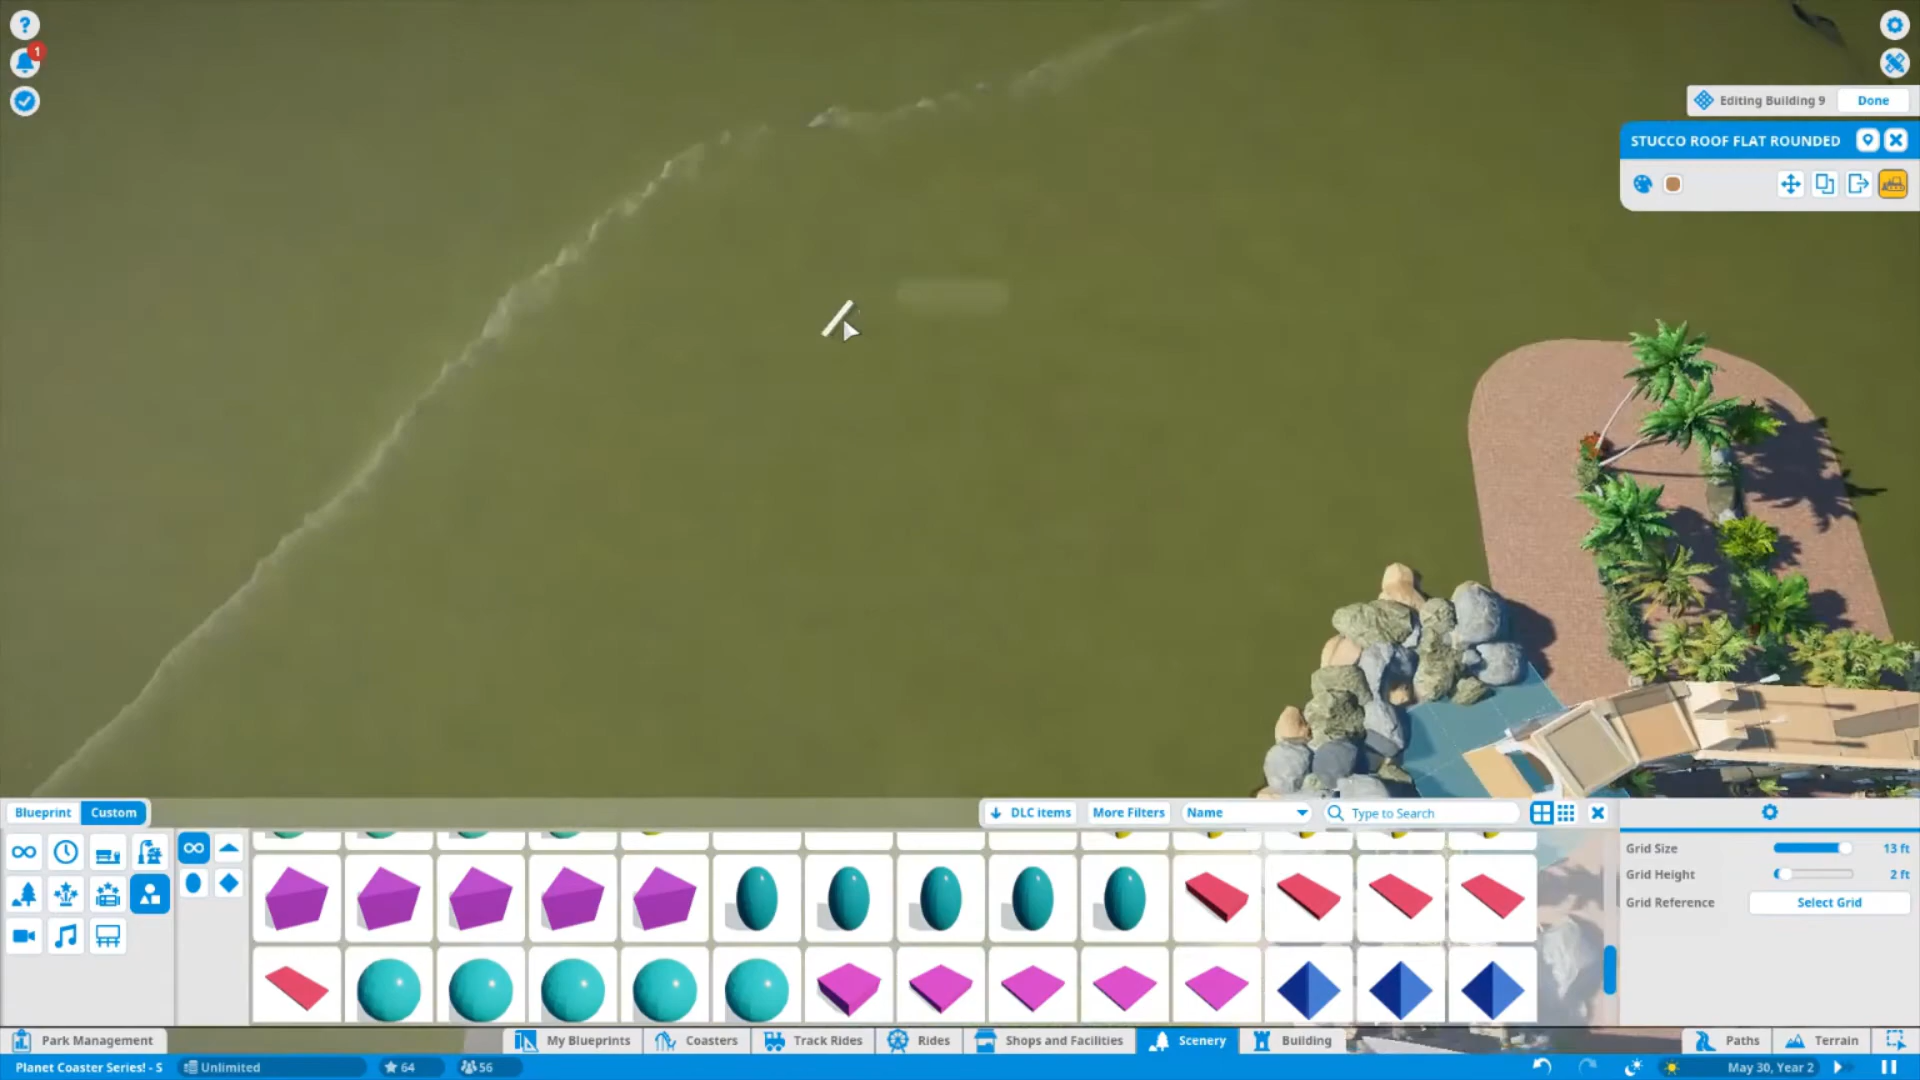 ?
1
Editing Building 9 Done
STUCCO ROOF FLAT ROUNDED
Blueprint Custom
DLC items More Filters Name Type to Search
Grid Size 13 ft
Grid Height 2 ft
Grid Reference Select Grid
Park Management My Blueprints Coasters Track Rides Rides Shops and Facilities Scenery Building Paths Terrain
Planet Coaster Series! - S Unlimited 64 56 May 30, Year 2